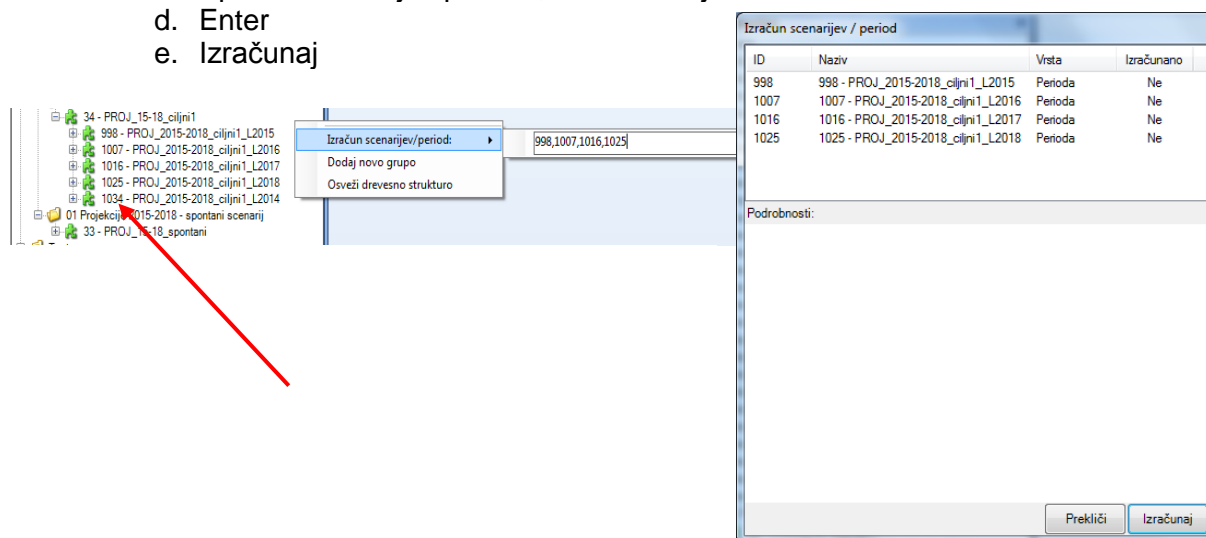 d. Enter
e. Izračunaj
34 - PROJ_15-18_ciljni1
998 - PROJ_2015-2018_ciljni1_L2015
1007 - PROJ_2015-2018_ciljni1_L2016
1016 - PROJ_2015-2018_ciljni1_L2017
1025 - PROJ_2015-2018_ciljni1_L2018
1034 - PROJ_2015-2018_ciljni1_L2014
01 Projekcije 2015-2018 - spontani scenarij
33 - PROJ_15-18_spontani
Izračun scenarijev/period:
998,1007,1016,1025
Dodaj novo grupo
Osveži drevesno strukturo
Izračun scenarijev / period
ID Naziv Vrsta Izračunano
998 998 - PROJ_2015-2018_ciljni1_L2015 Perioda Ne
1007 1007 - PROJ_2015-2018_ciljni1_L2016 Perioda Ne
1016 1016 - PROJ_2015-2018_ciljni1_L2017 Perioda Ne
1025 1025 - PROJ_2015-2018_ciljni1_L2018 Perioda Ne
Podrobnosti:
Prekliči Izračunaj